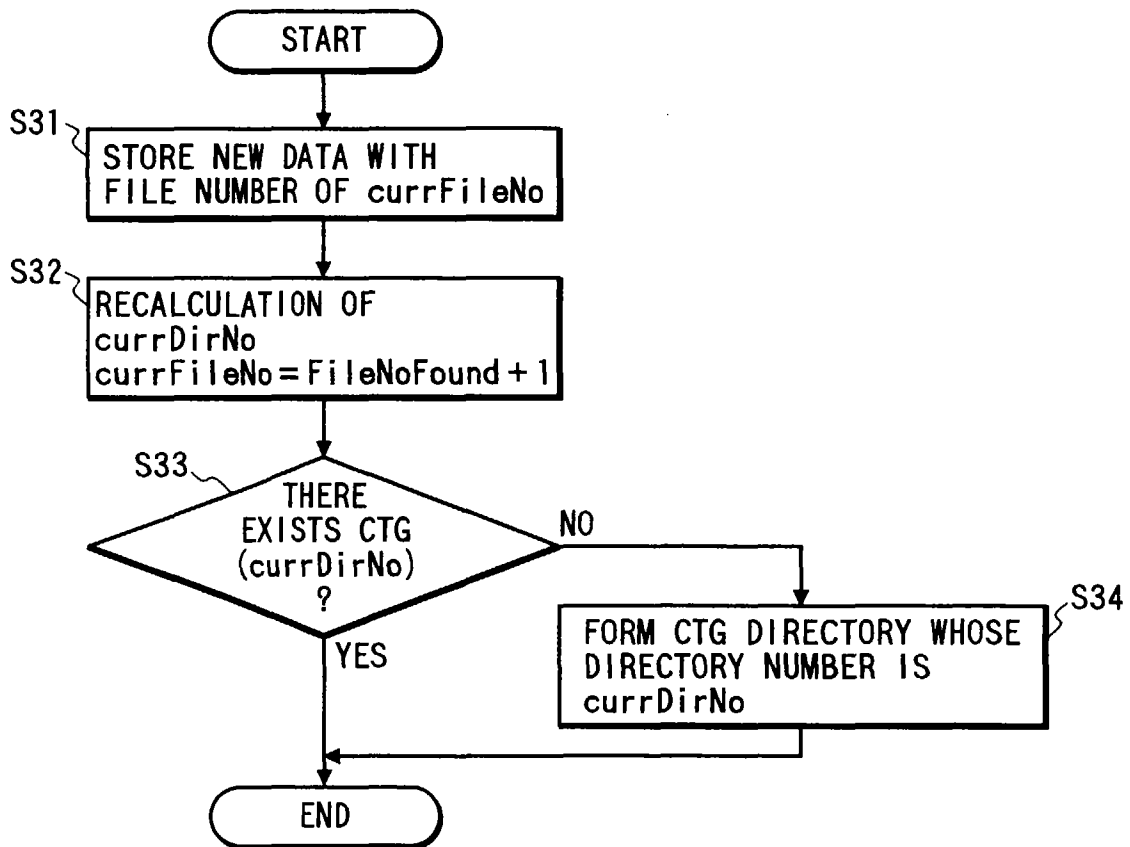 START
S31
STORE NEW DATA WITH
FILE NUMBER OF currFileNo
S32
RECALCULATION OF
currDirNo
currFileNo=FileNoFound+1
S33
THERE
EXISTS CTG
(currDirNo)
?
NO
YES
S34
FORM CTG DIRECTORY WHOSE
DIRECTORY NUMBER IS
currDirNo
END